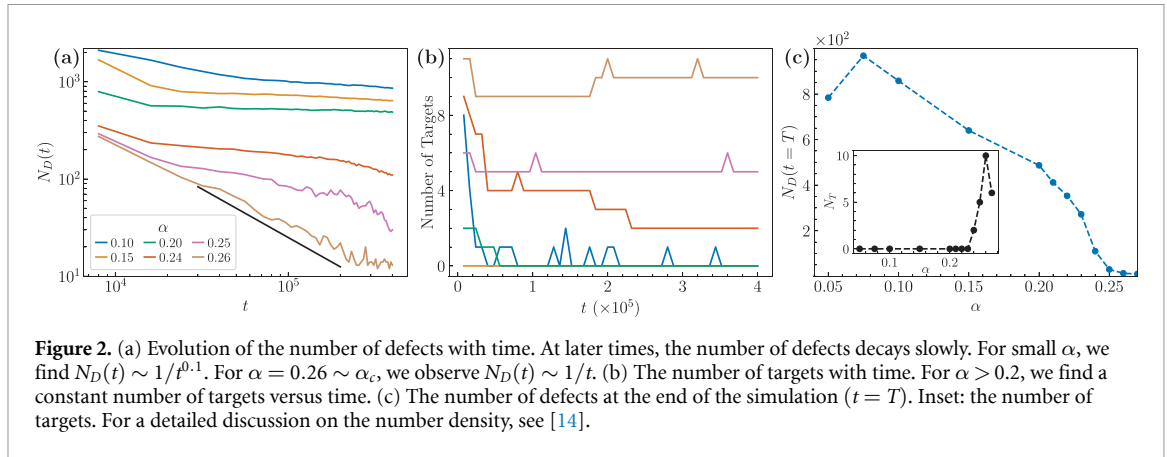 (a)
10^3
10^2
10^1
N_D(t)
α
0.10 0.20 0.25
0.15 0.24 0.26
10^4 10^5
t
(b)
8
4
0
Number of Targets
0 1 2 3 4
t (×10^5)
×10^2
(c)
8
6
4
2
N_D(t = T)
10
5
0
N_T
0.1 0.2
α
0.05 0.10 0.15 0.20 0.25
α
Figure 2. (a) Evolution of the number of defects with time. At later times, the number of defects decays slowly. For small α, we
find N_D(t) ∼ 1/t^0.1. For α = 0.26 ∼ α_c, we observe N_D(t) ∼ 1/t. (b) The number of targets with time. For α > 0.2, we find a
constant number of targets versus time. (c) The number of defects at the end of the simulation (t = T). Inset: the number of
targets. For a detailed discussion on the number density, see [14].